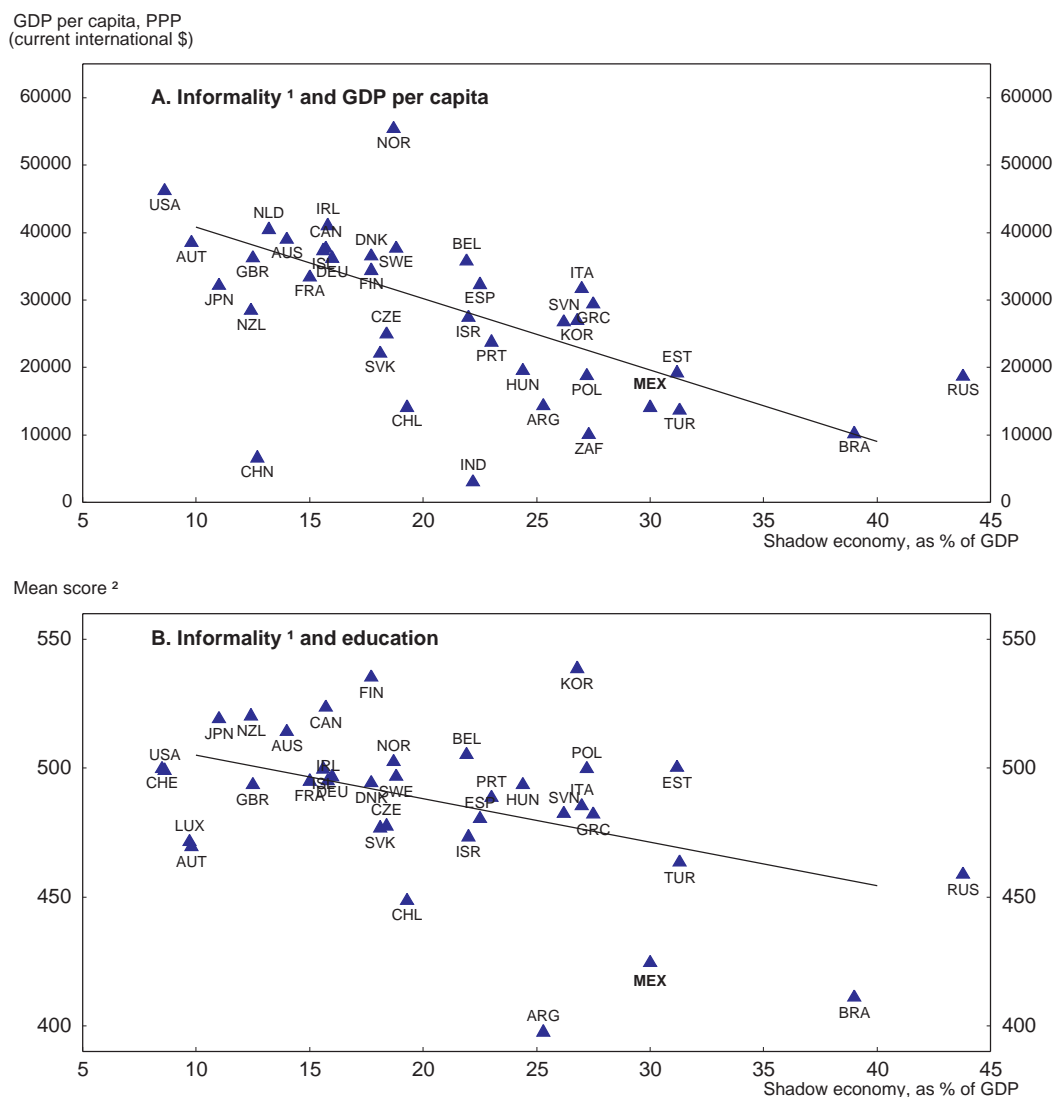 GDP per capita, PPP
(current international $)
A. Informality ¹ and GDP per capita
60000 60000
NOR
50000 50000
USA
NLD IRL
40000 CAN 40000
AUT AUS DNK BEL
GBR ISL DEU SWE
JPN FRA FIN ESP ITA
30000 SVN 30000
NZL CZE ISR KOR GRC
PRT
20000 SVK EST 20000
HUN POL MEX RUS
CHL ARG TUR
10000 ZAF BRA 10000
CHN IND
0 0
5 10 15 20 25 30 35 40 45
Shadow economy, as % of GDP
Mean score ²
B. Informality ¹ and education
550 550
FIN KOR
JPN NZL CAN
AUS
USA IRL NOR BEL POL
500 500
CHE GBR FRA ISL DEU DNK SWE PRT HUN ITA EST
CZE ESP SVN
LUX SVK GRC
AUT ISR
TUR
450 RUS 450
CHL
MEX
BRA
400 ARG 400
5 10 15 20 25 30 35 40 45
Shadow economy, as % of GDP